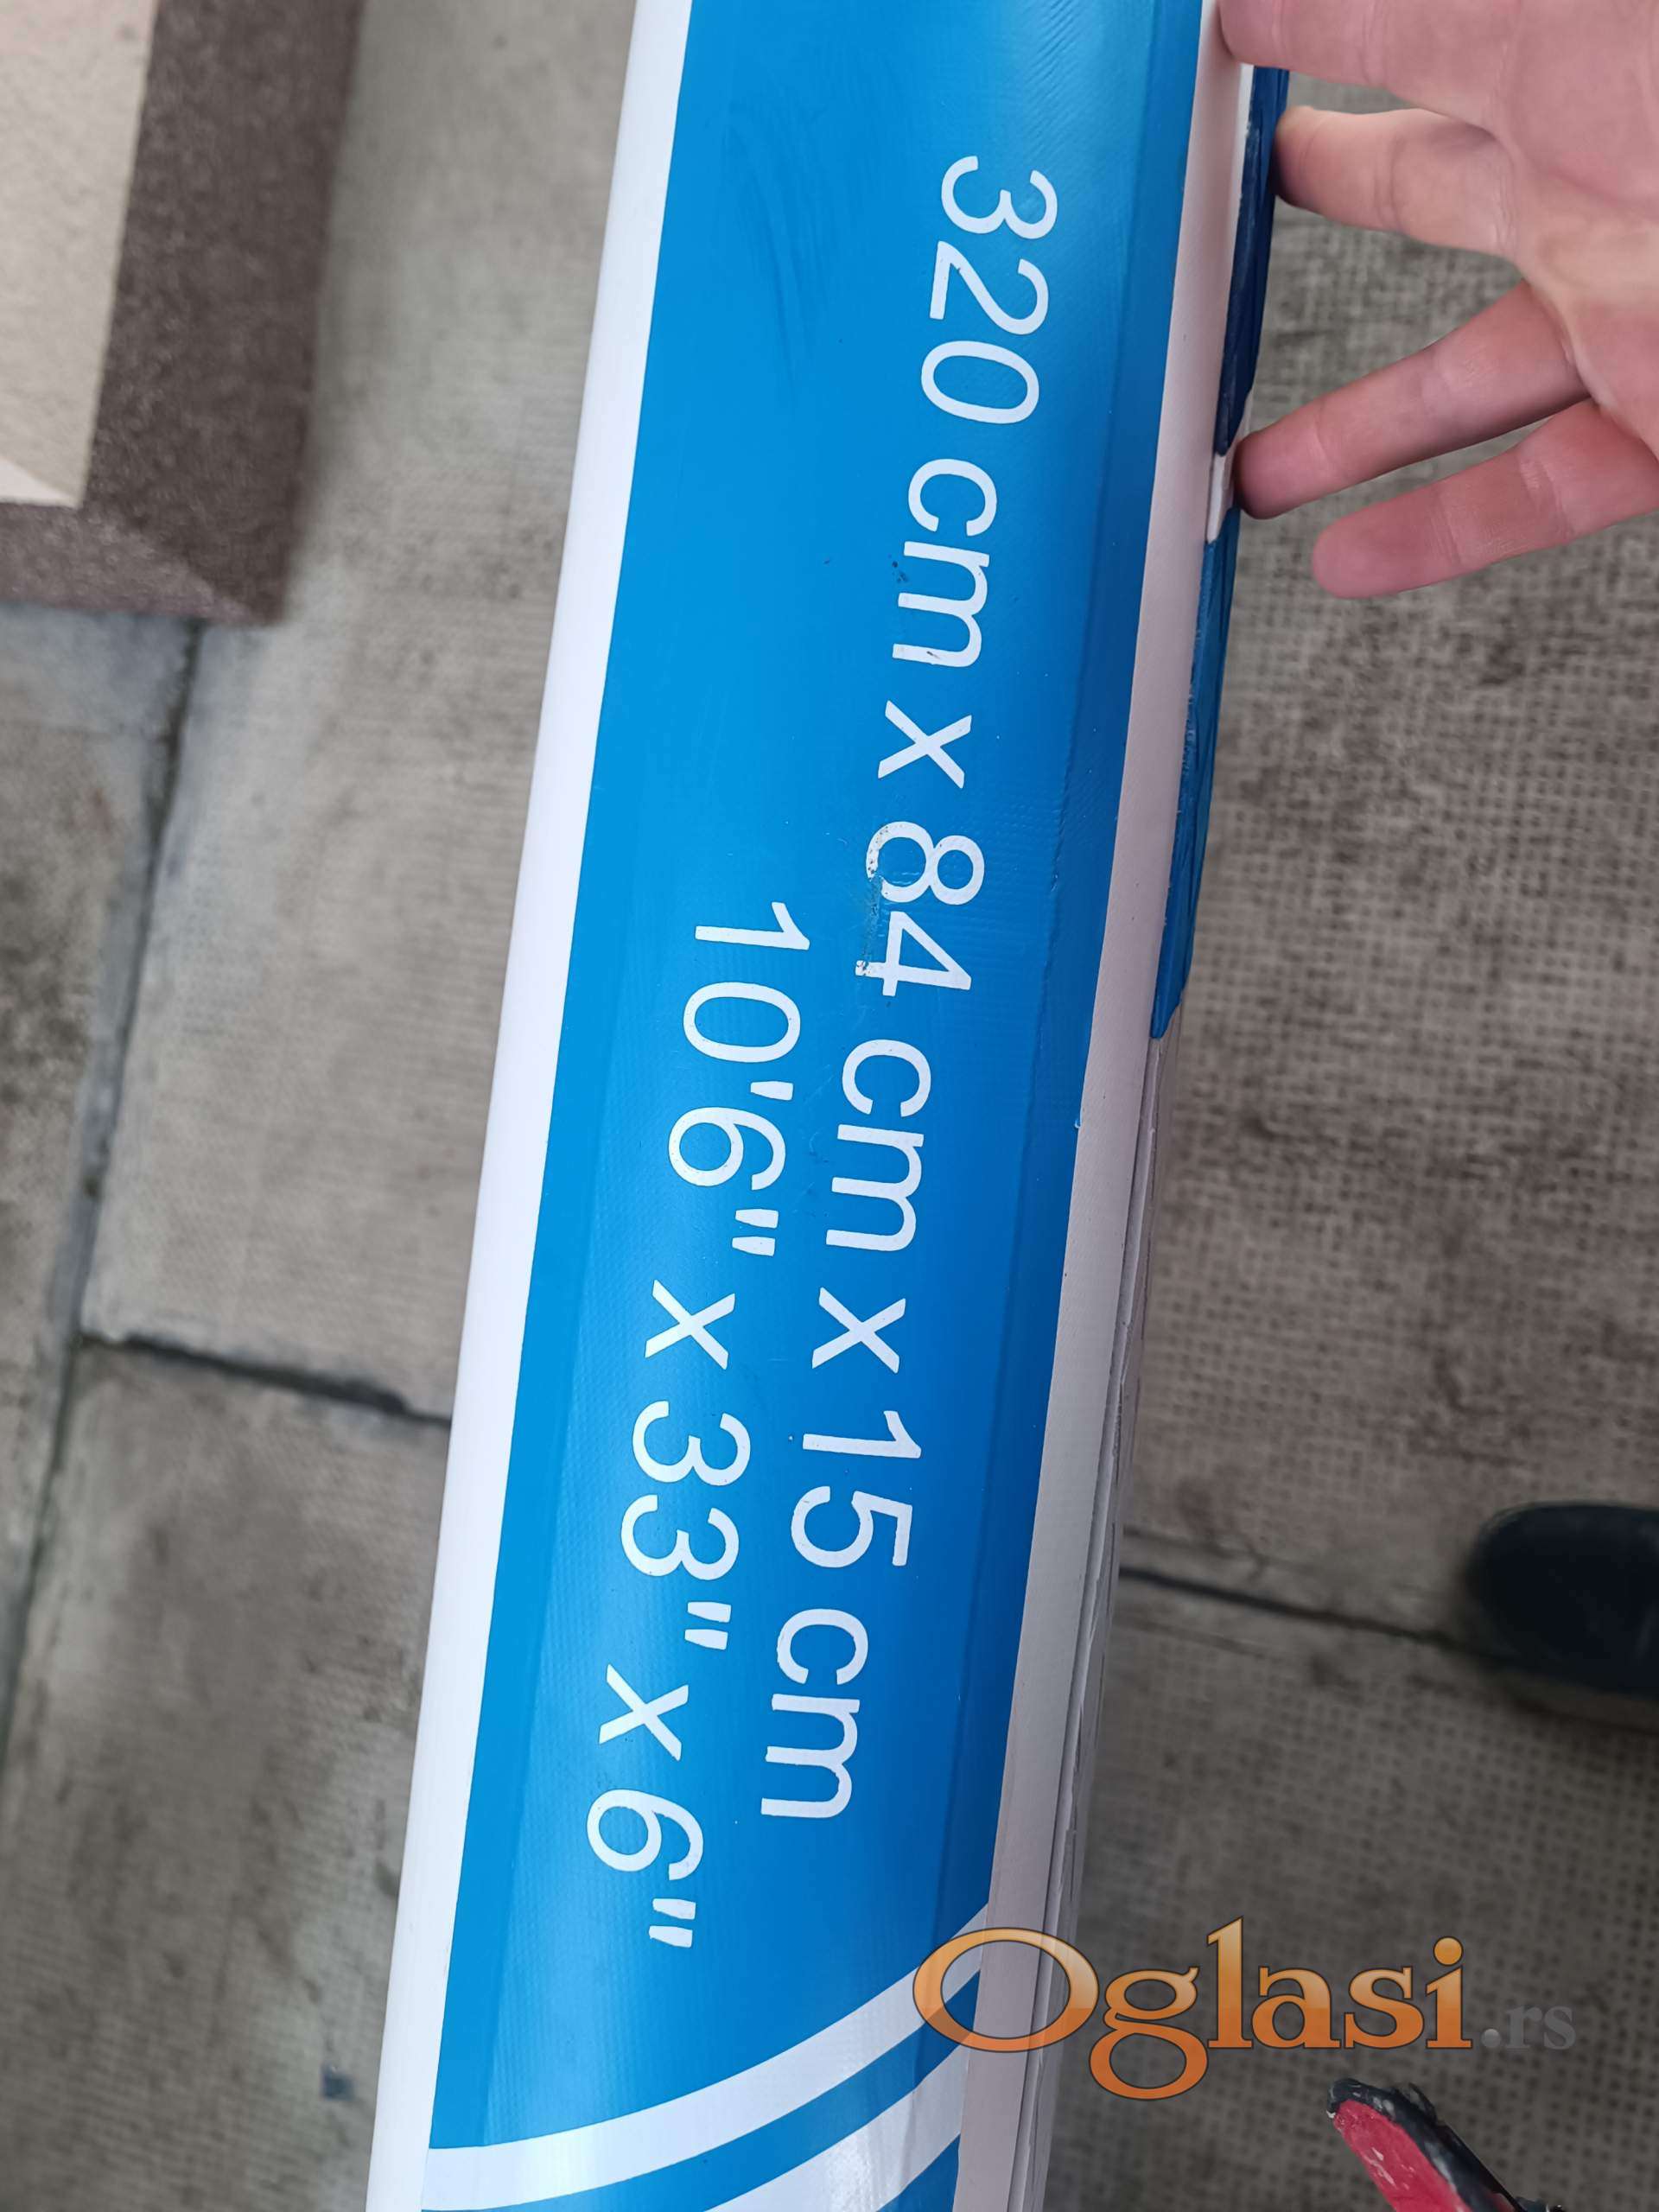 320 cm x 84 cm x 15 cm
10'6" x 33" x 6"
Oglasi.rs